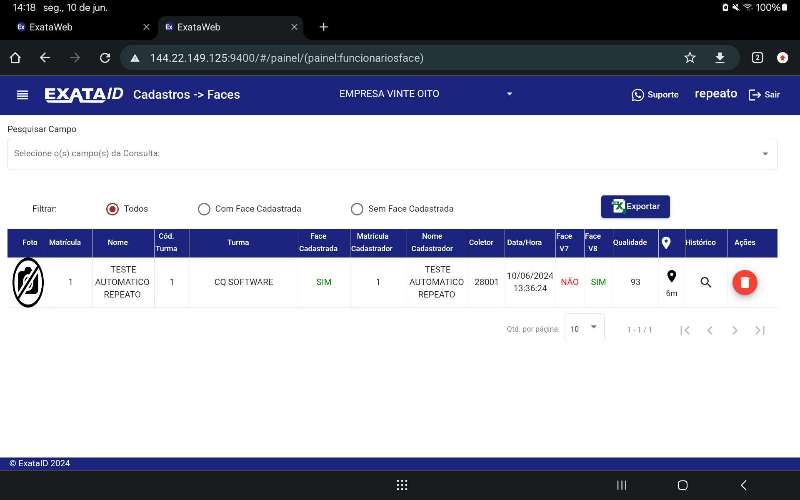 14:18 seg., 10 de jun.
100%
ExataWeb
ExataWeb
144.22.149.125:9400/#/painel/(painel:funcionariosface)
2
EXATA ID
Cadastros -> Faces
EMPRESA VINTE OITO
Suporte
repeato
Sair
Pesquisar Campo
Selecione o(s) campo(s) da Consulta:
Filtrar:
Todos
Com Face Cadastrada
Sem Face Cadastrada
Exportar
Foto
Matrícula
Nome
Cód. Turma
Turma
Face Cadastrada
Matrícula Cadastrador
Nome Cadastrador
Coletor
Data/Hora
Face V7
Face V8
Qualidade
Histórico
Ações
1
TESTE AUTOMATICO REPEATO
1
CQ SOFTWARE
SIM
1
TESTE AUTOMATICO REPEATO
28001
10/06/2024 13:36:24
NÃO
SIM
93
6m
Qtd. por página:
10
1 - 1 / 1
© ExataID 2024